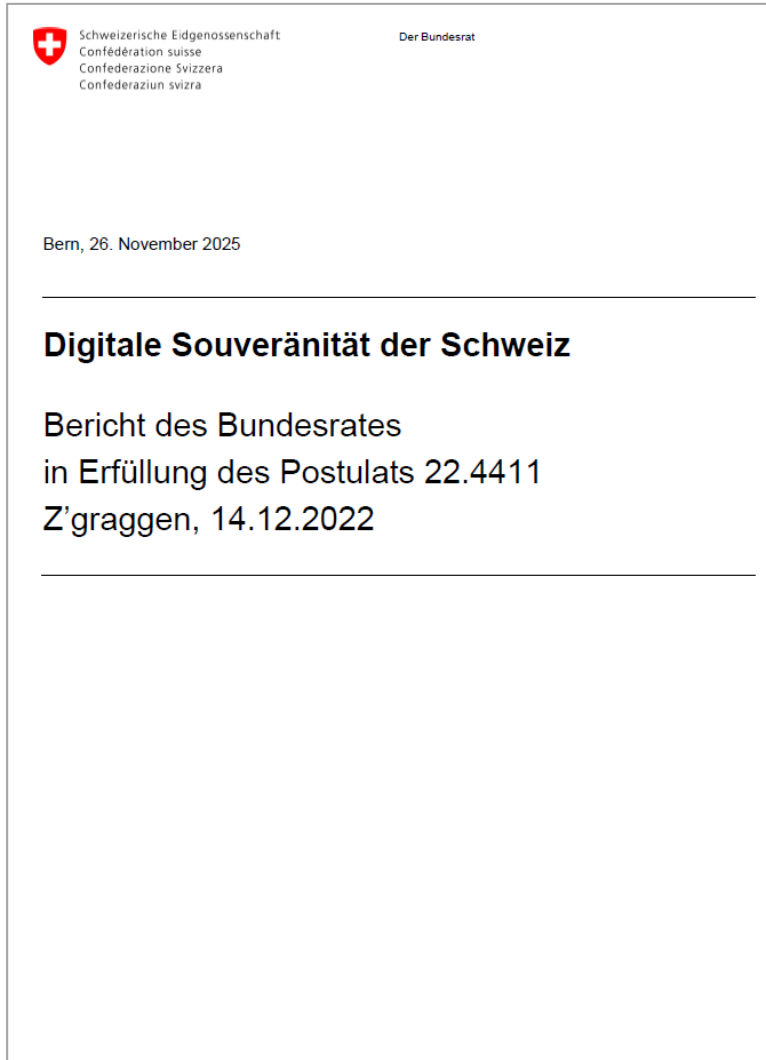 Schweizerische Eidgenossenschaft
Confédération suisse
Confederazione Svizzera
Confederaziun svizra
Der Bundesrat
Bern, 26. November 2025
Digitale Souveränität der Schweiz
Bericht des Bundesrates
in Erfüllung des Postulats 22.4411
Z'graggen, 14.12.2022